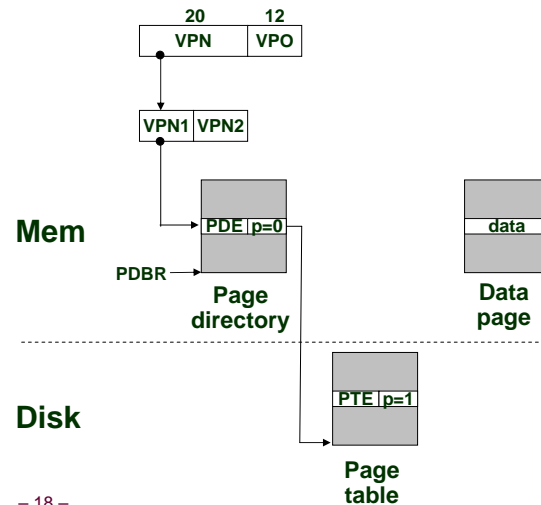 20 12
VPN VPO
VPN1 VPN2
Mem
PDE p=0
data
PDBR
Page
directory
Data
page
Disk
PTE p=1
Page
table
– 18 –